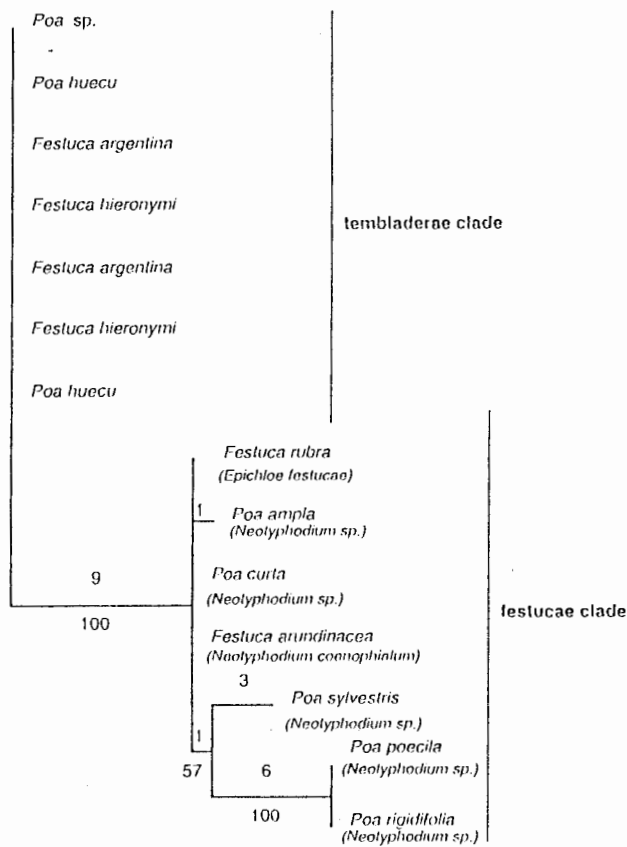 Poa sp.
Poa huecu
Festuca argentina
Festuca hieronymi
tembladerae clade
Festuca argentina
Festuca hieronymi
Poa huecu
Festuca rubra
(Epichloe festucae)
1
Poa ampla
(Neotyphodium sp.)
9
Poa curta
(Neotyphodium sp.)
100
festucae clade
Festuca arundinacea
(Neotyphodium coenophialum)
3
Poa sylvestris
(Neotyphodium sp.)
1
Poa poecila
57
6
(Neotyphodium sp.)
100
Poa rigidifolia
(Neotyphodium sp.)